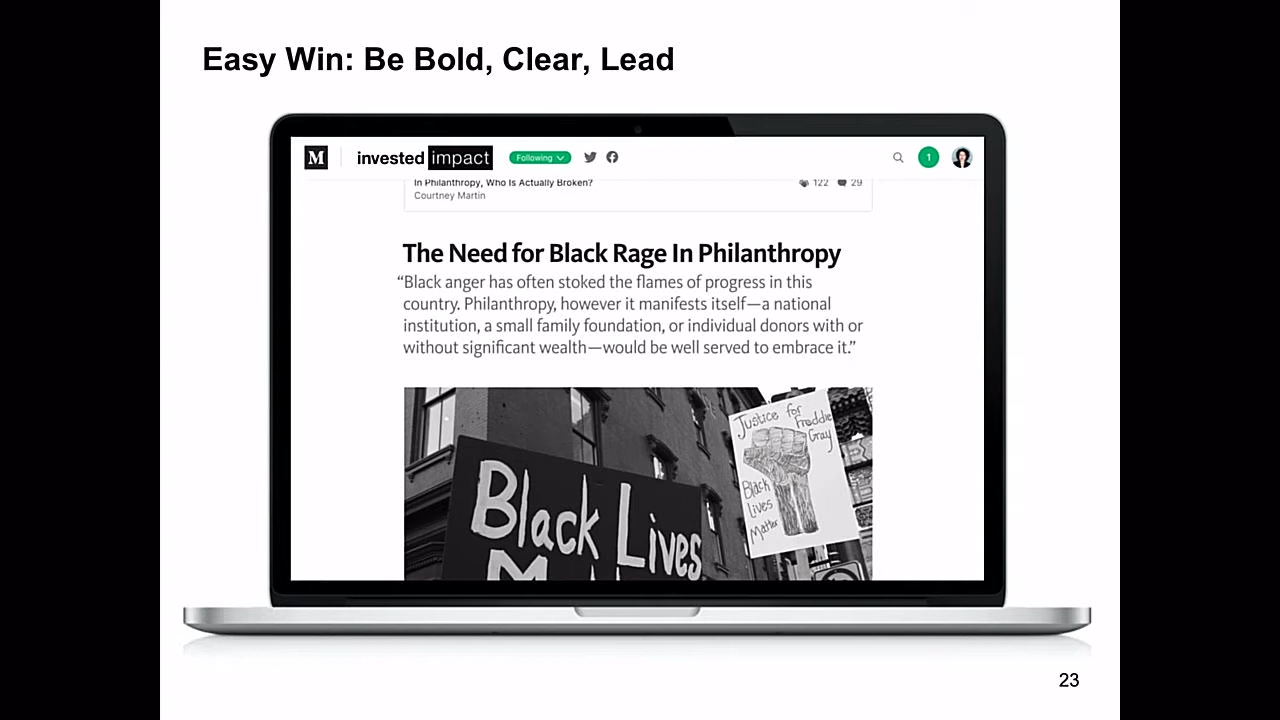 Easy Win: Be Bold, Clear, Lead
M
invested impact
Following
1
In Philanthropy, Who Is Actually Broken?
122
29
Courtney Martin
The Need for Black Rage In Philanthropy
“Black anger has often stoked the flames of progress in this
country. Philanthropy, however it manifests itself—a national
institution, a small family foundation, or individual donors with or
without significant wealth—would be well served to embrace it.”
Justice for
Freddie
Gray
Black
Lives
Matter
Black Lives
23